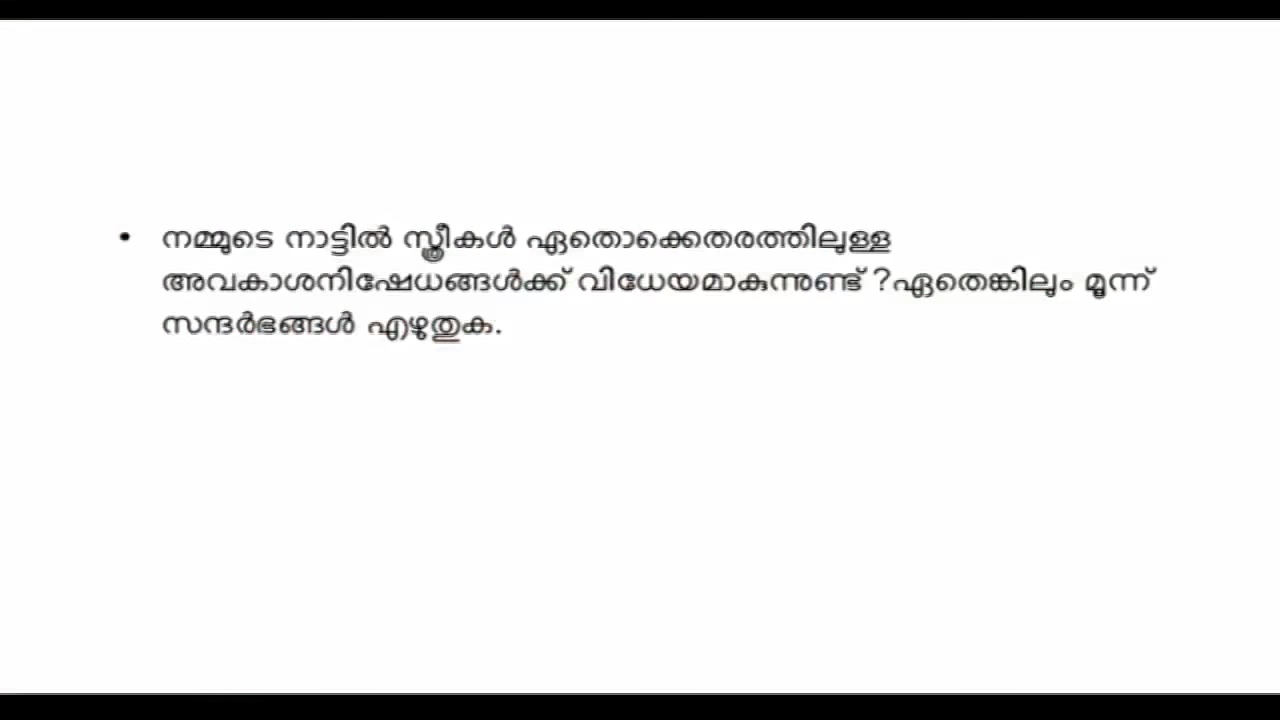 • നമ്മുടെ നാട്ടിൽ സ്ത്രീകൾ ഏതൊക്കെതരത്തിലുള്ള
അവകാശനിഷേധങ്ങൾക്ക് വിധേയമാകുന്നുണ്ട് ?ഏതെങ്കിലും മൂന്ന്
സന്ദർഭങ്ങൾ എഴുതുക.